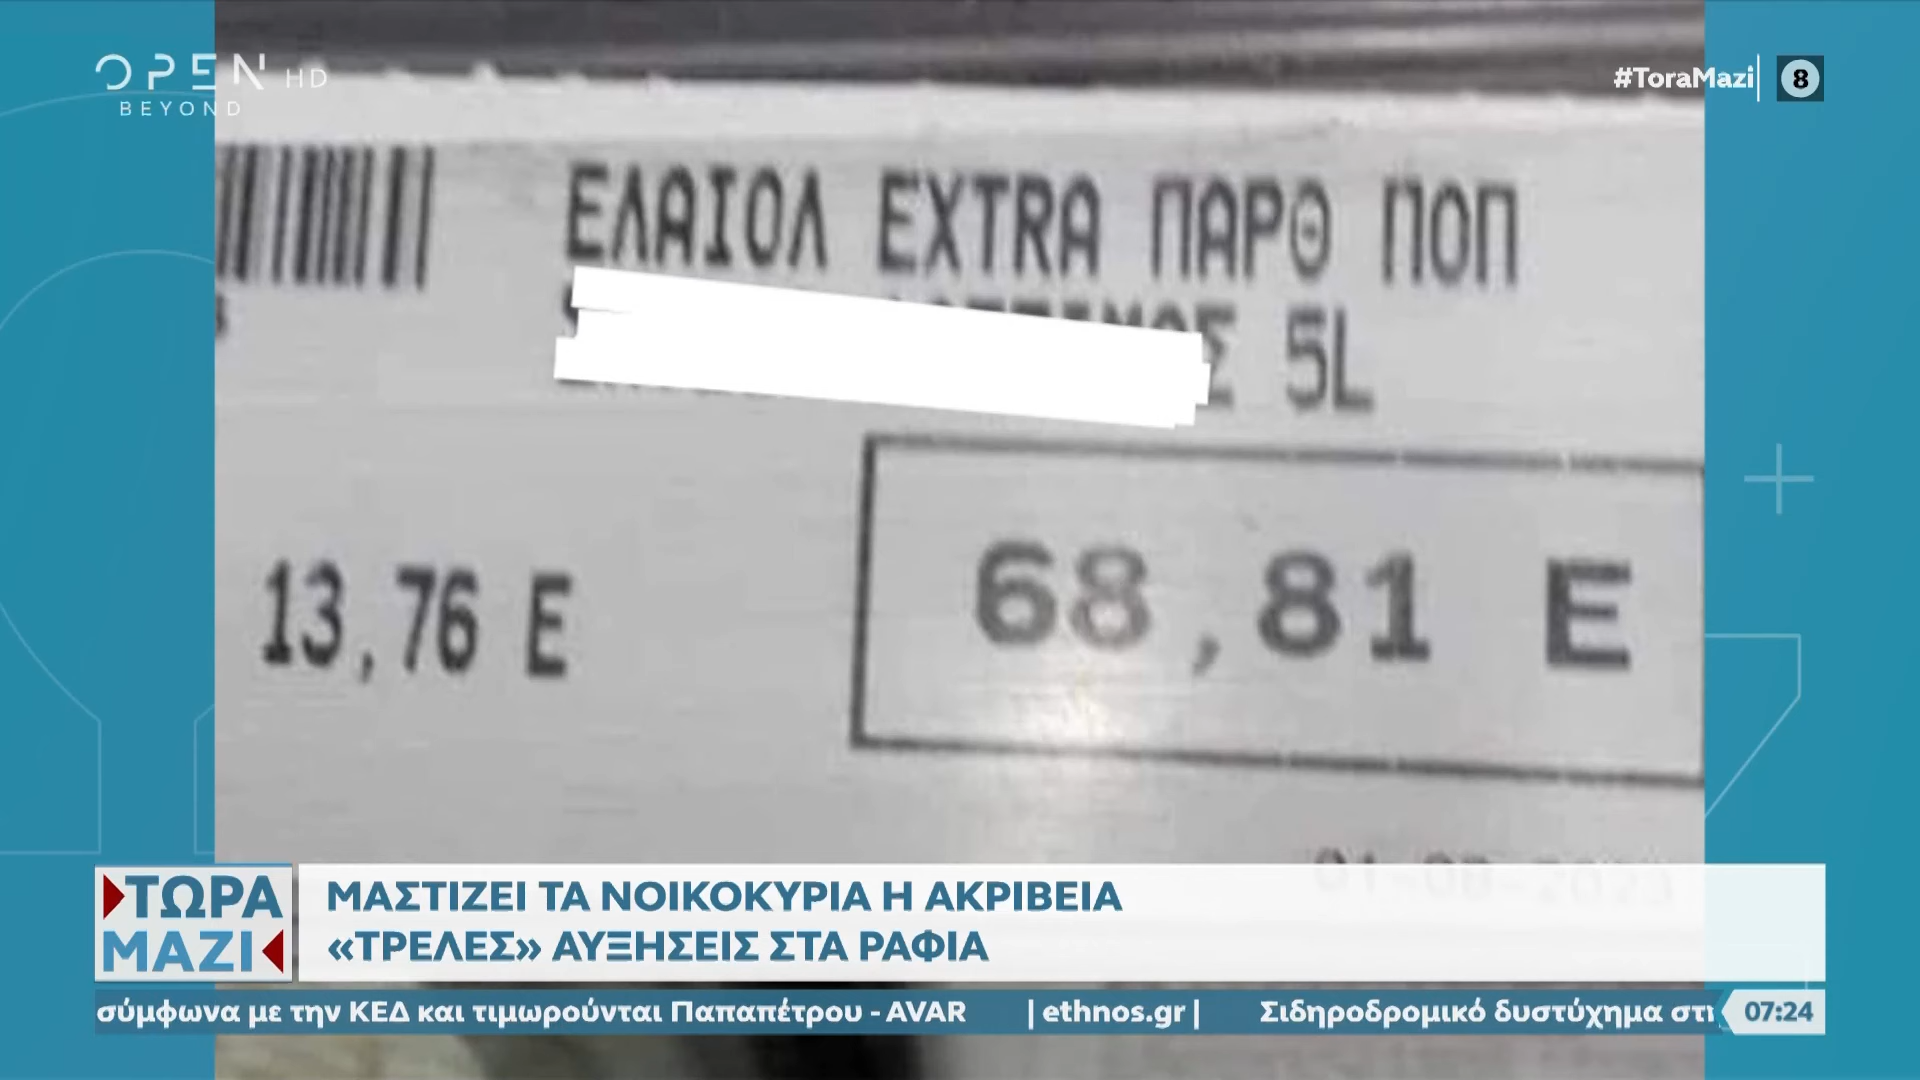 OPEN HD
BEYOND
#ToraMazi
8
ΕΛΑΙΟΛ EXTRA ΠΑΡΘ ΠΟΠ
5L
13,76 E
68,81 E
ΤΩΡΑ
ΜΑΖΙ
ΜΑΣΤΙΖΕΙ ΤΑ ΝΟΙΚΟΚΥΡΙΑ Η ΑΚΡΙΒΕΙΑ
«ΤΡΕΛΕΣ» ΑΥΞΗΣΕΙΣ ΣΤΑ ΡΑΦΙΑ
σύμφωνα με την ΚΕΔ και τιμωρούνται Παπαπέτρου - AVAR | ethnos.gr | Σιδηροδρομικό δυστύχημα στη
07:24